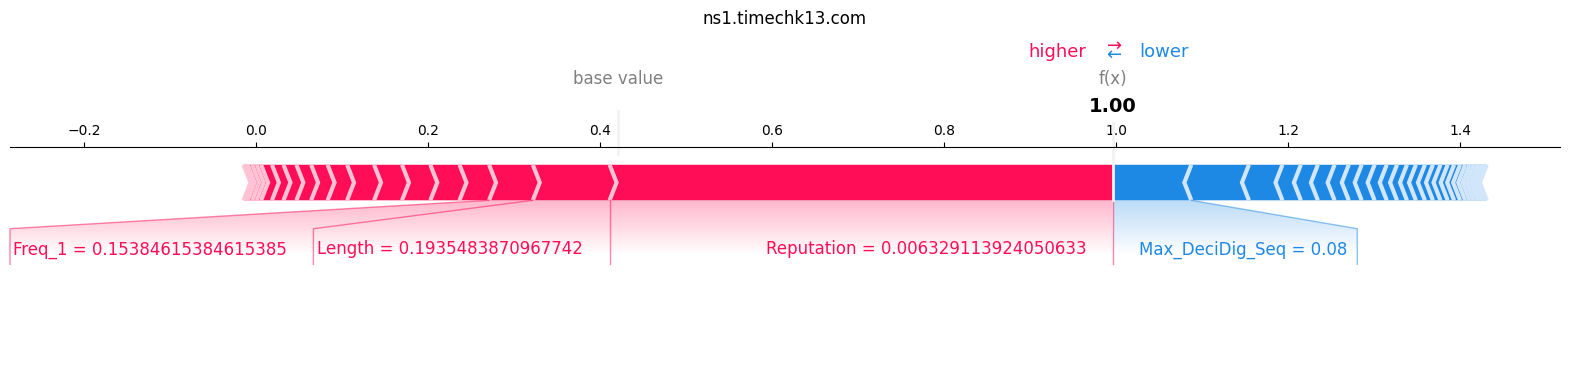 ns1.timechk13.com
higher ⇄ lower
base value f(x)
1.00
−0.2 0.0 0.2 0.4 0.6 0.8 1.0 1.2 1.4
Freq_1 = 0.15384615384615385 Length = 0.1935483870967742 Reputation = 0.006329113924050633 Max_DeciDig_Seq = 0.08